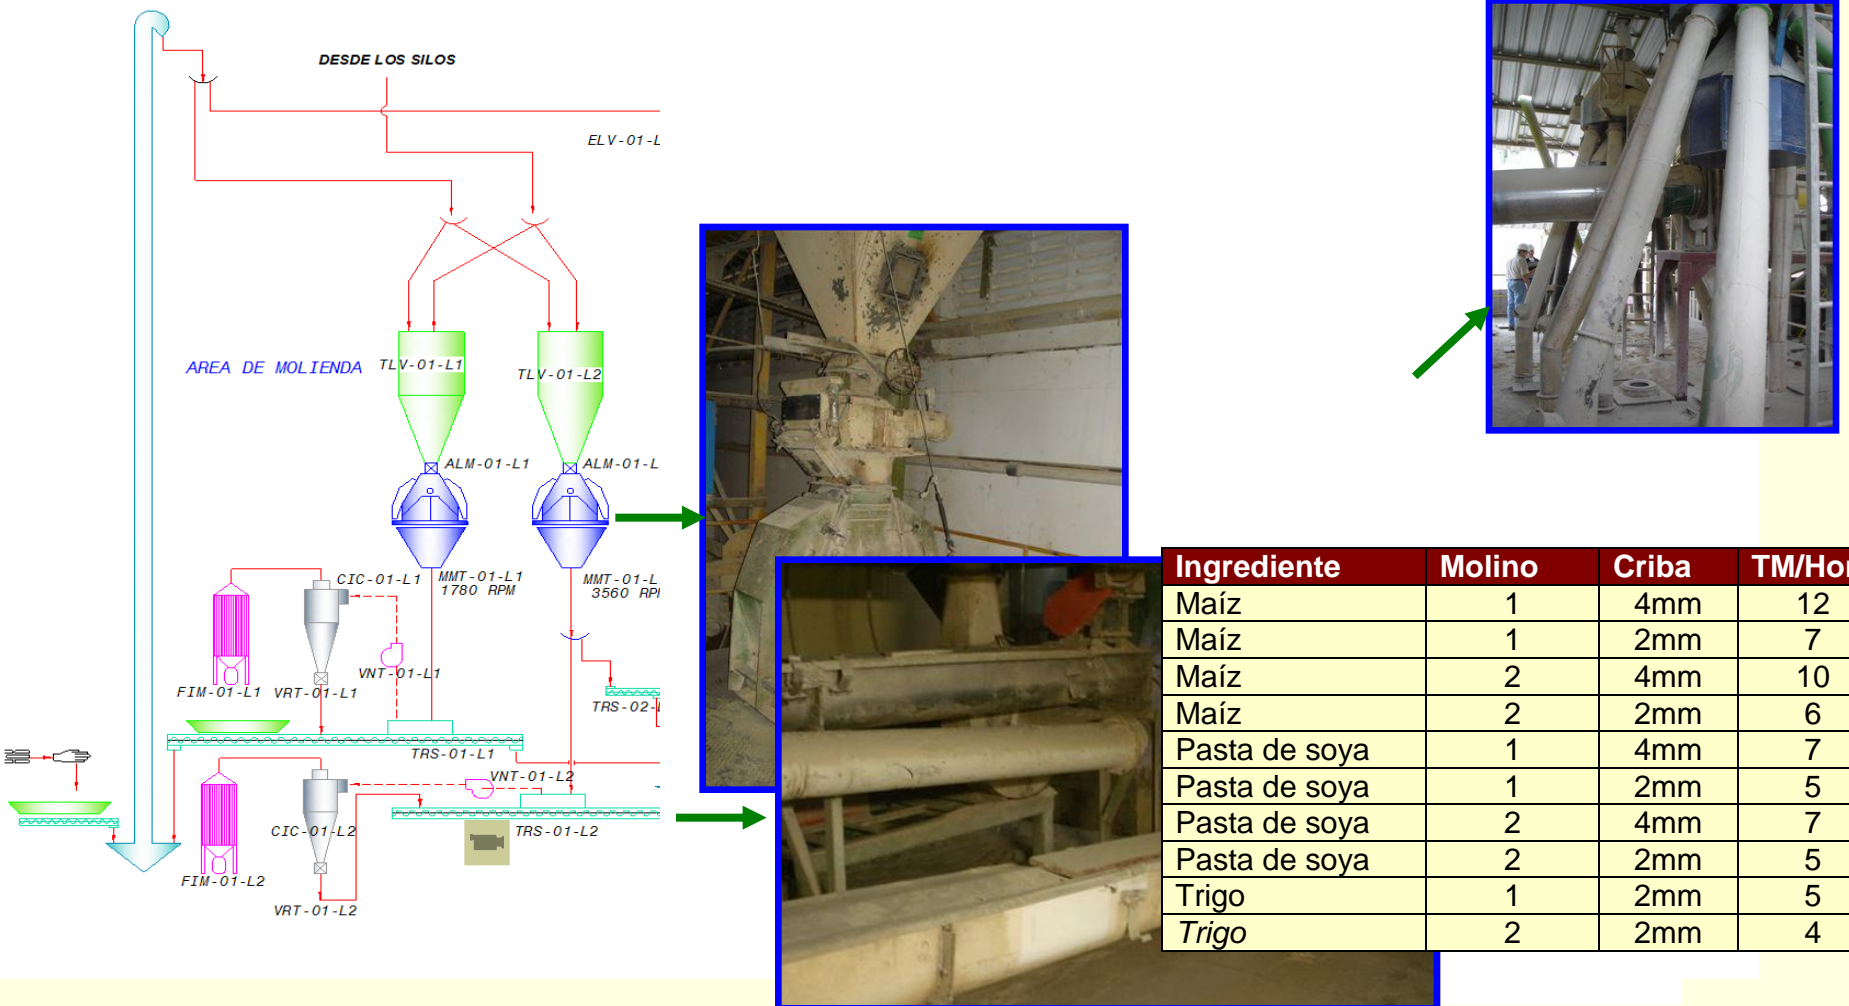 DESDE LOS SILOS
ELV-01-L
AREA DE MOLIENDA
TLV-01-L1
TLV-01-L2
ALM-01-L1
ALM-01-L
CIC-01-L1
MMT-01-L1
1780 RPM
MMT-01-L
3560 RPM
VNT-01-L1
FIM-01-L1
VRT-01-L1
TRS-02-L
TRS-01-L1
VNT-01-L2
CIC-01-L2
TRS-01-L2
FIM-01-L2
VRT-01-L2
Ingrediente Molino Criba TM/Hor
Maíz 1 4mm 12
Maíz 1 2mm 7
Maíz 2 4mm 10
Maíz 2 2mm 6
Pasta de soya 1 4mm 7
Pasta de soya 1 2mm 5
Pasta de soya 2 4mm 7
Pasta de soya 2 2mm 5
Trigo 1 2mm 5
Trigo 2 2mm 4